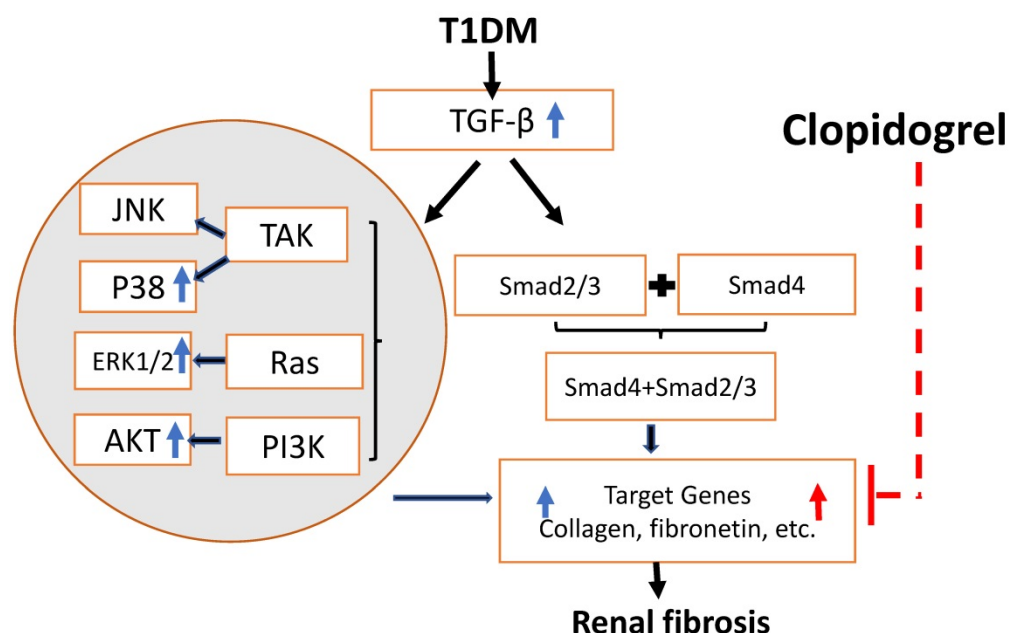 T1DM
TGF-β
Clopidogrel
JNK
TAK
P38
ERK1/2
Ras
AKT
PI3K
Smad2/3
Smad4
Smad4+Smad2/3
Target Genes
Collagen, fibronetin, etc.
Renal fibrosis